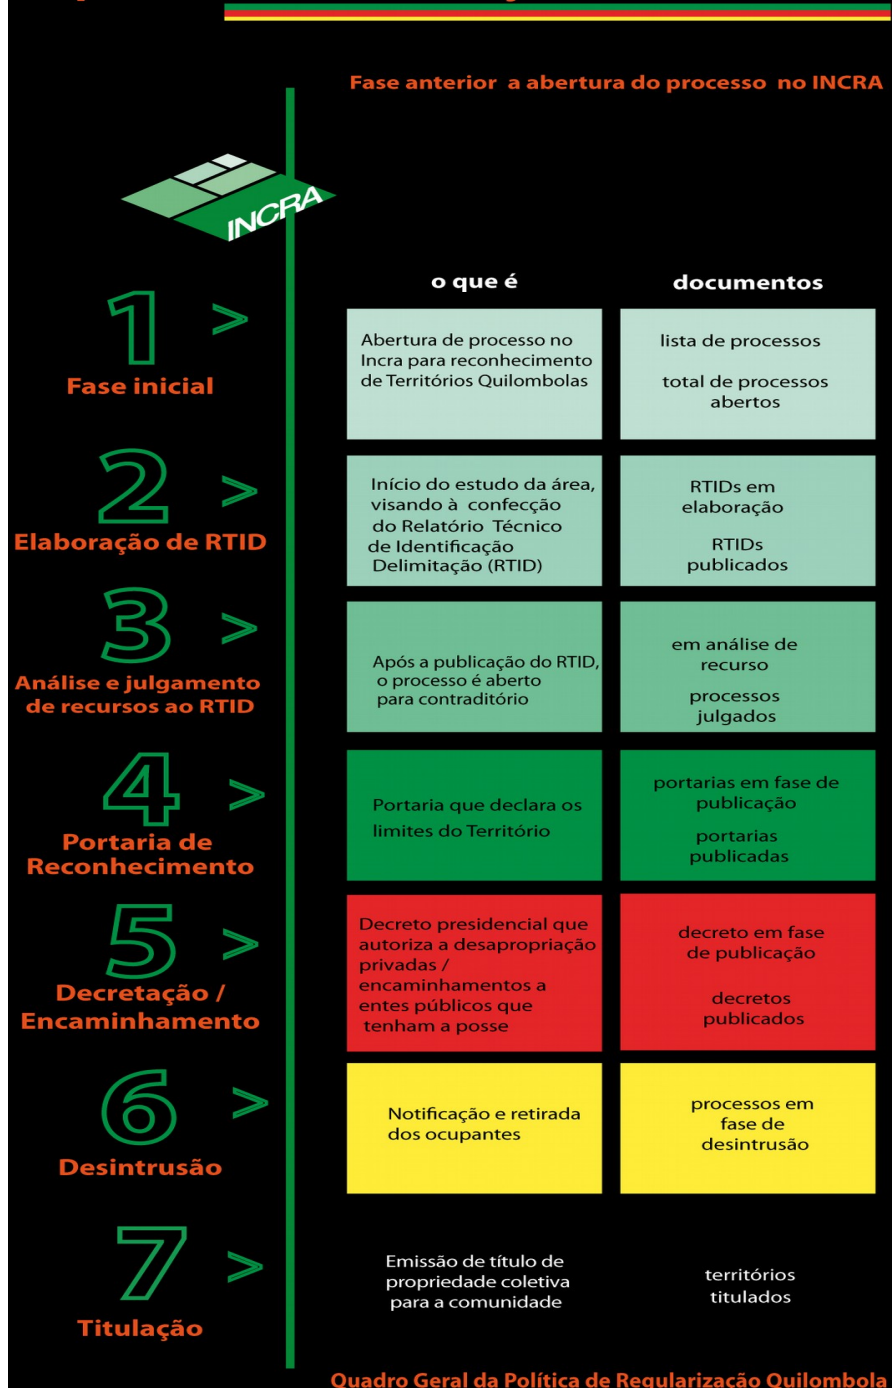 Fase anterior a abertura do processo no INCRA
INCRA
o que é
documentos
1 >
Fase inicial
Abertura de processo no
Incra para reconhecimento
de Territórios Quilombolas
lista de processos
total de processos
abertos
2 >
Elaboração de RTID
Início do estudo da área,
visando à confecção
do Relatório Técnico
de Identificação
Delimitação (RTID)
RTIDs em
elaboração
RTIDs
publicados
3 >
Análise e julgamento
de recursos ao RTID
Após a publicação do RTID,
o processo é aberto
para contraditório
em análise de
recurso
processos
julgados
4 >
Portaria de
Reconhecimento
Portaria que declara os
limites do Território
portarias em fase de
publicação
portarias
publicadas
5 >
Decretação /
Encaminhamento
Decreto presidencial que
autoriza a desapropriação
privadas /
encaminhamentos a
entes públicos que
tenham a posse
decreto em fase
de publicação
decretos
publicados
6 >
Desintrusão
Notificação e retirada
dos ocupantes
processos em
fase de
desintrusão
7 >
Titulação
Emissão de título de
propriedade coletiva
para a comunidade
territórios
titulados
Quadro Geral da Política de Regularização Quilombola